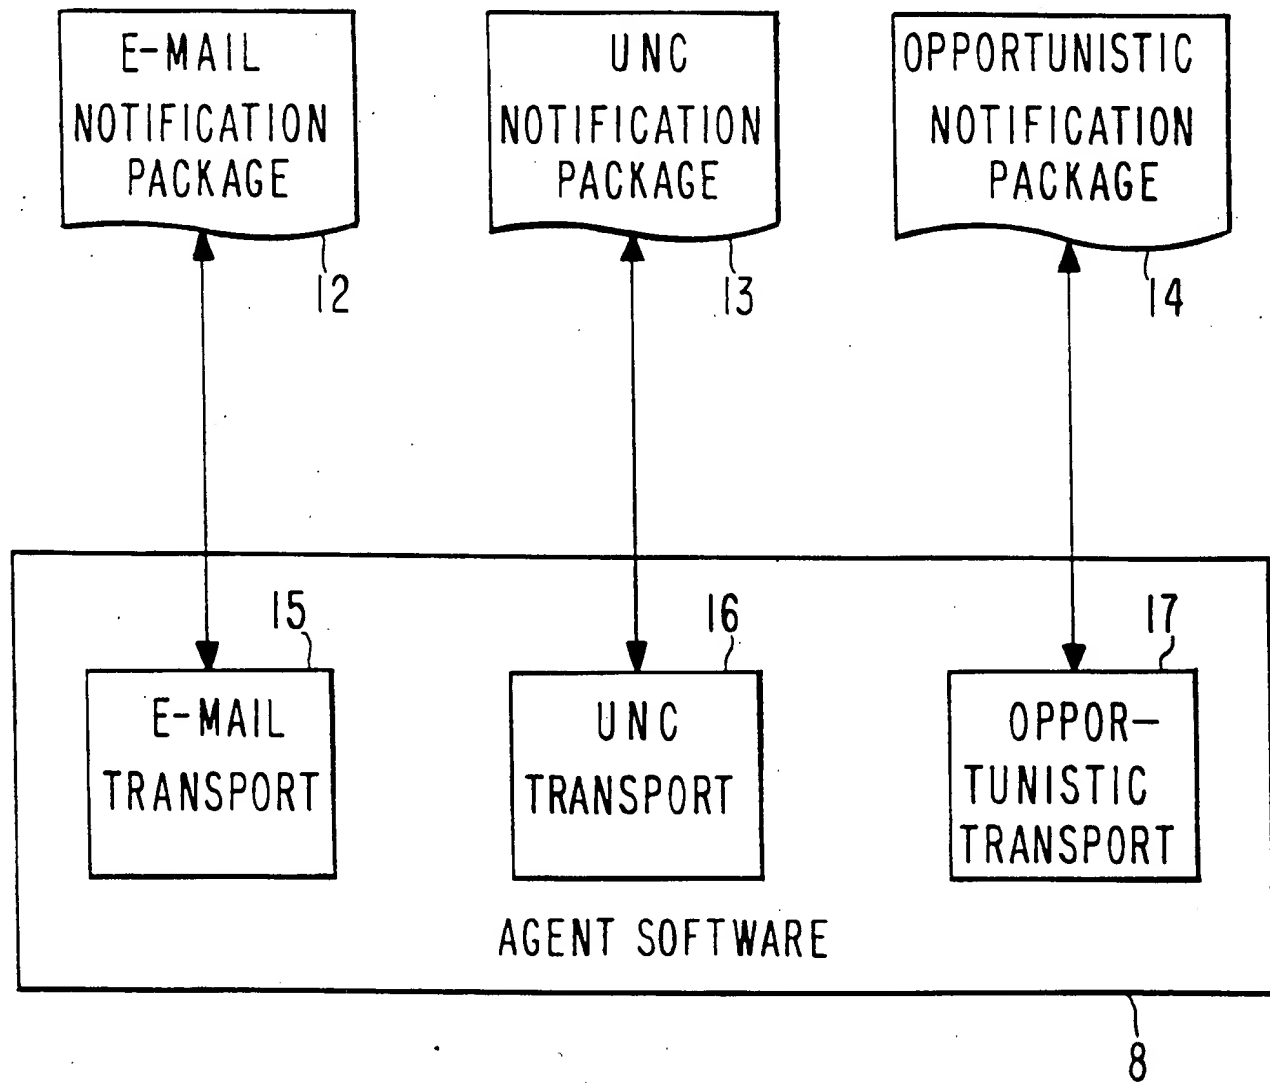 E-MAIL
NOTIFICATION
PACKAGE
12
UNC
NOTIFICATION
PACKAGE
13
OPPORTUNISTIC
NOTIFICATION
PACKAGE
14
15
E-MAIL
TRANSPORT
16
UNC
TRANSPORT
17
OPPOR-
TUNISTIC
TRANSPORT
AGENT SOFTWARE
8